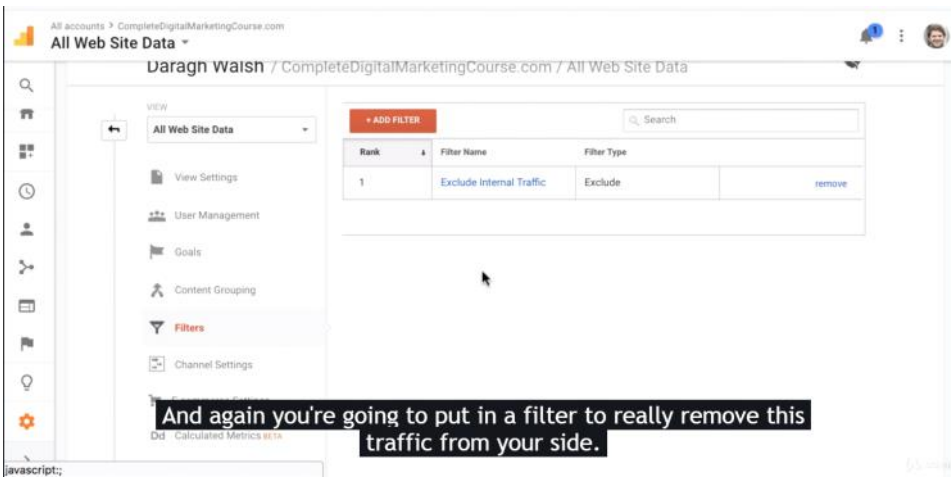 All accounts > CompleteDigitalMarketingCourse.com
All Web Site Data
1
Daragh Walsh / CompleteDigitalMarketingCourse.com / All Web Site Data
VIEW
All Web Site Data
+ ADD FILTER
Search
Rank Filter Name Filter Type
1 Exclude Internal Traffic Exclude remove
View Settings
User Management
Goals
Content Grouping
Filters
Channel Settings
And again you're going to put in a filter to really remove this
traffic from your side.
Dd Calculated Metrics BETA
javascript:;